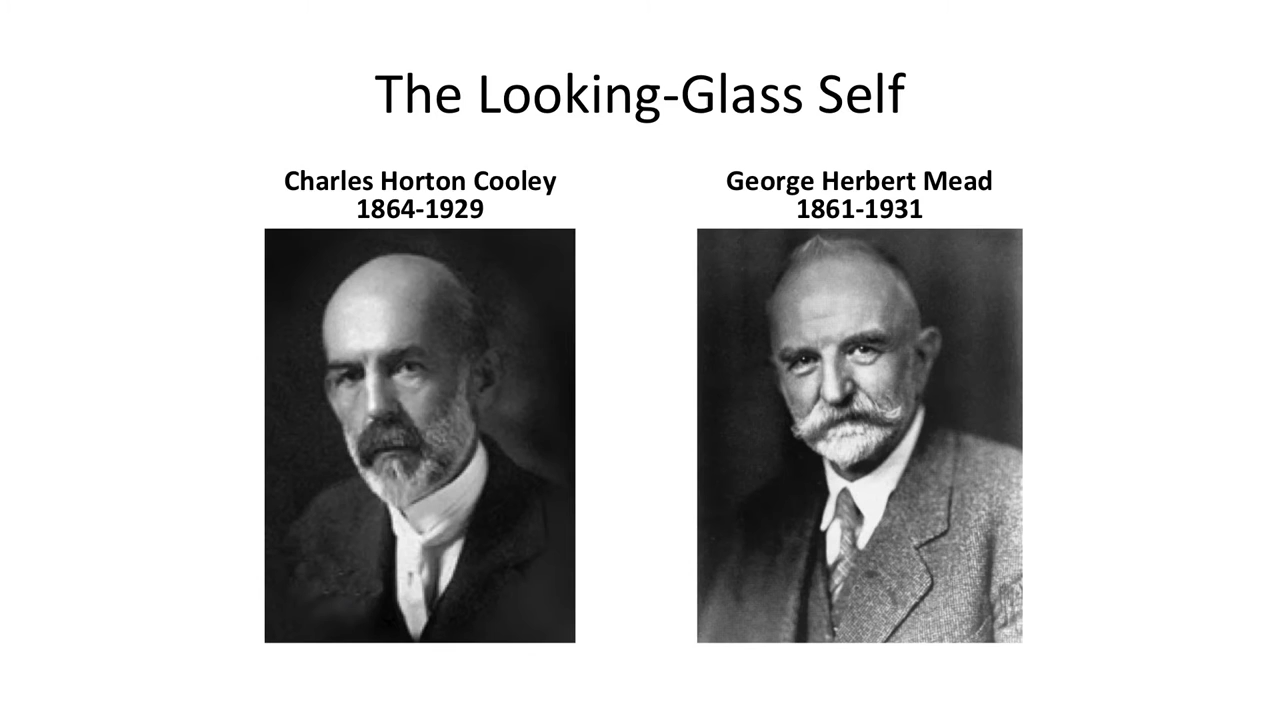 The Looking-Glass Self
Charles Horton Cooley
1864-1929
George Herbert Mead
1861-1931